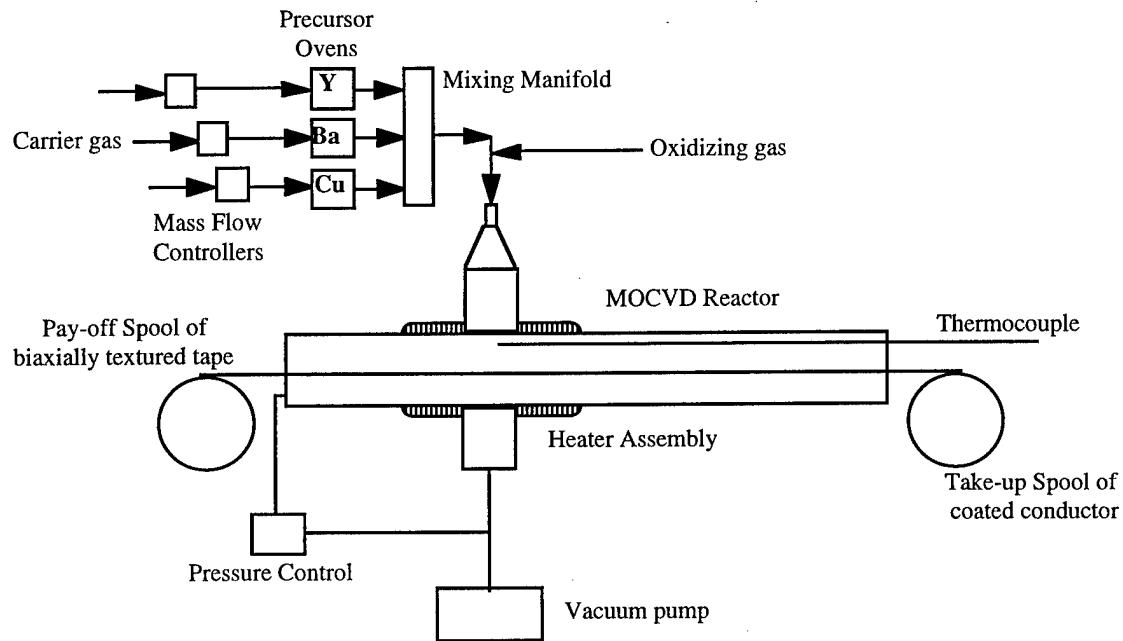 Precursor
Ovens
Y
Mixing Manifold
Carrier gas
Ba
Oxidizing gas
Cu
Mass Flow
Controllers
MOCVD Reactor
Pay-off Spool of
biaxially textured tape
Thermocouple
Heater Assembly
Take-up Spool of
coated conductor
Pressure Control
Vacuum pump